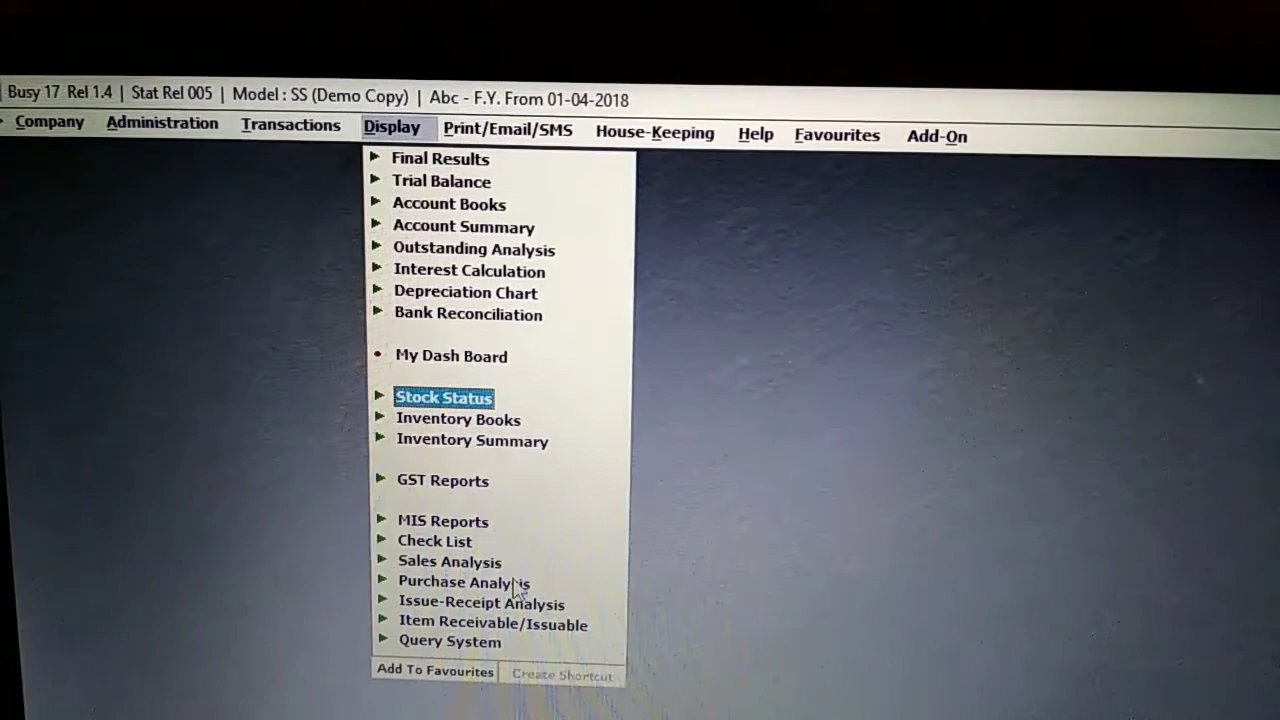 Busy 17 Rel 1.4 | Stat Rel 005 | Model : SS (Demo Copy) | Abc - F.Y. From 01-04-2018
Company Administration Transactions Display Print/Email/SMS House-Keeping Help Favourites Add-On
Final Results
Trial Balance
Account Books
Account Summary
Outstanding Analysis
Interest Calculation
Depreciation Chart
Bank Reconciliation
My Dash Board
Stock Status
Inventory Books
Inventory Summary
GST Reports
MIS Reports
Check List
Sales Analysis
Purchase Analysis
Issue-Receipt Analysis
Item Receivable/Issuable
Query System
Add To Favourites Create Shortcut